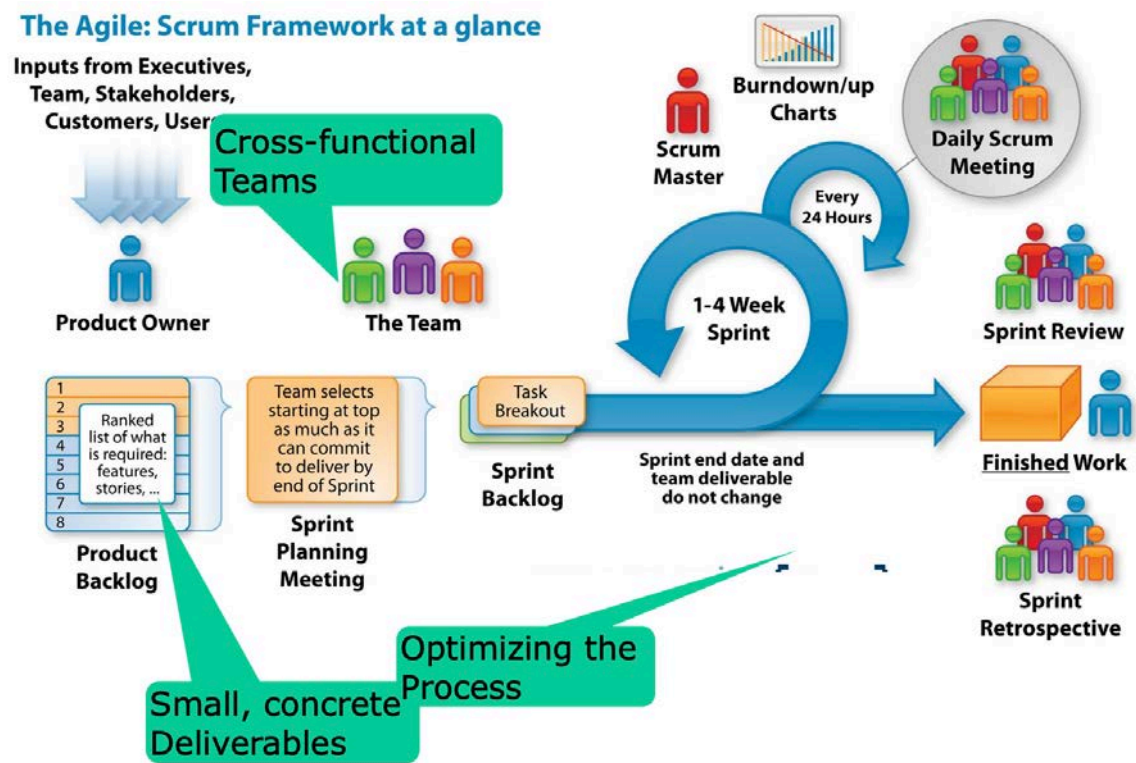 The Agile: Scrum Framework at a glance
Inputs from Executives,
Team, Stakeholders,
Customers,
Cross-functional
Teams
Product Owner
The Team
Scrum
Master
Burndown/up
Charts
Daily Scrum
Meeting
Every
24 Hours
1-4 Week
Sprint
Sprint Review
1
2
3
4
5
6
7
8
Ranked
list of what
is required:
features,
stories, ...
Product
Backlog
Team selects
starting at top
as much as it
can commit
to deliver by
end of Sprint
Sprint
Planning
Meeting
Task
Breakout
Sprint
Backlog
Sprint end date and
team deliverable
do not change
Finished Work
Sprint
Retrospective
Optimizing the
Process
Small, concrete
Deliverables